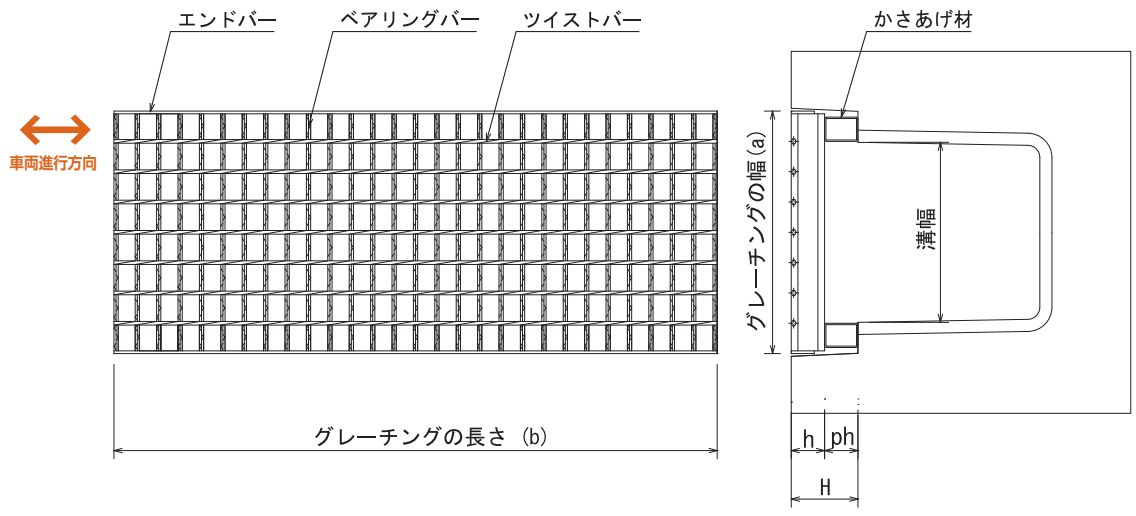 エンドバー
ベアリングバー
ツイストバー
かさあげ材
車両進行方向
グレーチングの幅(a)
溝幅
グレーチングの長さ (b)
h
ph
H